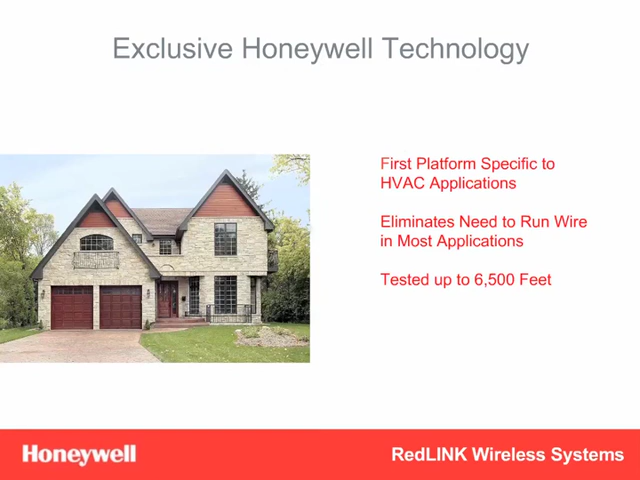 Exclusive Honeywell Technology
First Platform Specific to
HVAC Applications
Eliminates Need to Run Wire
in Most Applications
Tested up to 6,500 Feet
Honeywell
RedLINK Wireless Systems